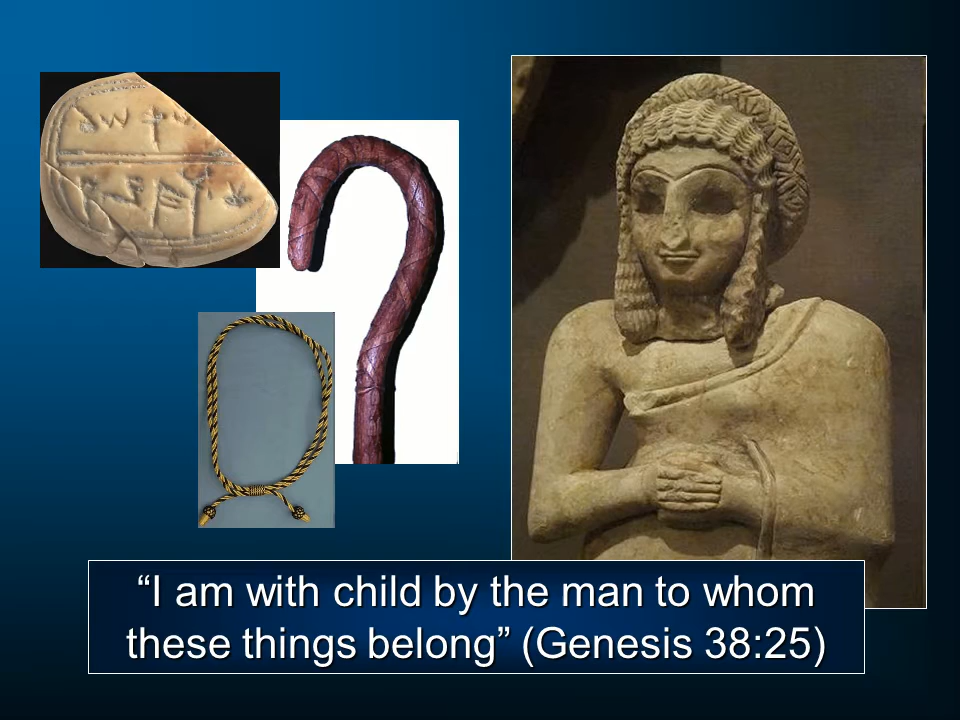 “I am with child by the man to whom
these things belong” (Genesis 38:25)